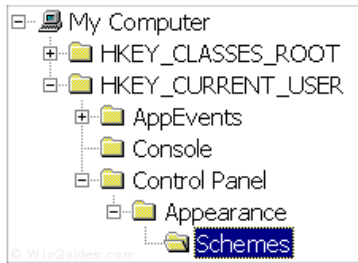 My Computer
HKEY_CLASSES_ROOT
HKEY_CURRENT_USER
AppEvents
Console
Control Panel
Appearance
Schemes
© WinGuides.com